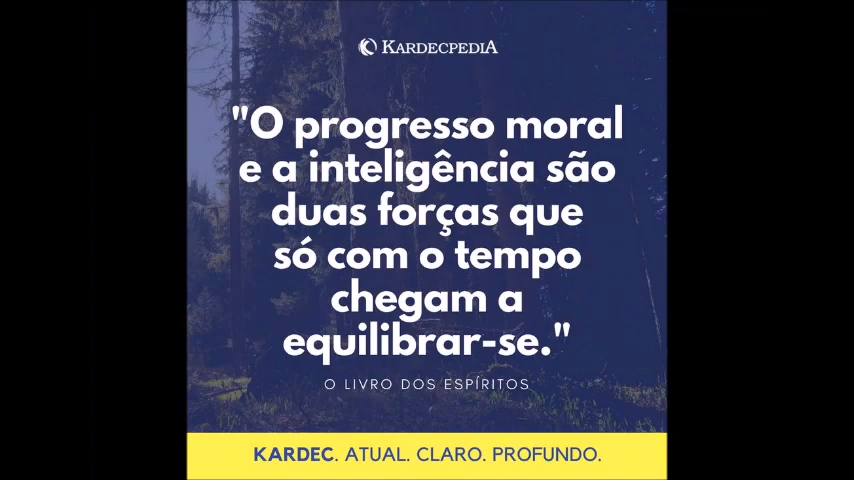 KARDECPEDIA
"O progresso moral
e a inteligência são
duas forças que
só com o tempo
chegam a
equilibrar-se."
O LIVRO DOS ESPÍRITOS
KARDEC. ATUAL. CLARO. PROFUNDO.